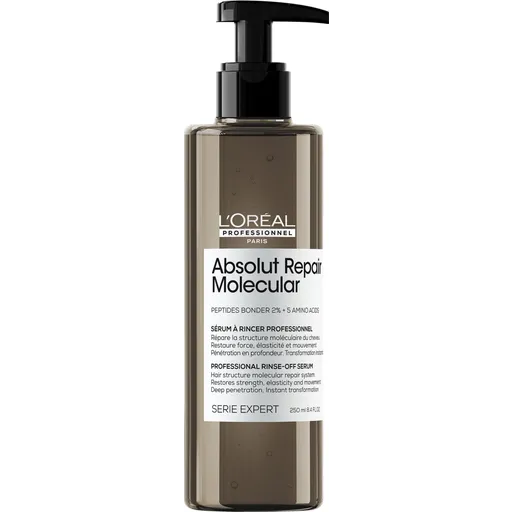 L'ORÉAL
PROFESSIONNEL
PARIS
Absolut Repair
Molecular
PEPTIDES BONDER 2% + 5 AMINO ACIDS
SÉRUM À RINCER PROFESSIONNEL
Répare la structure moléculaire du cheveu
Restaure force, élasticité et mouvement
Pénétration en profondeur. Transformation
PROFESSIONAL RINSE-OFF SERUM
Hair structure molecular repair system
Restores strength, elasticity and movement
Deep penetration. Instant transformation
SERIE EXPERT
250 ml 8.4 FL.OZ